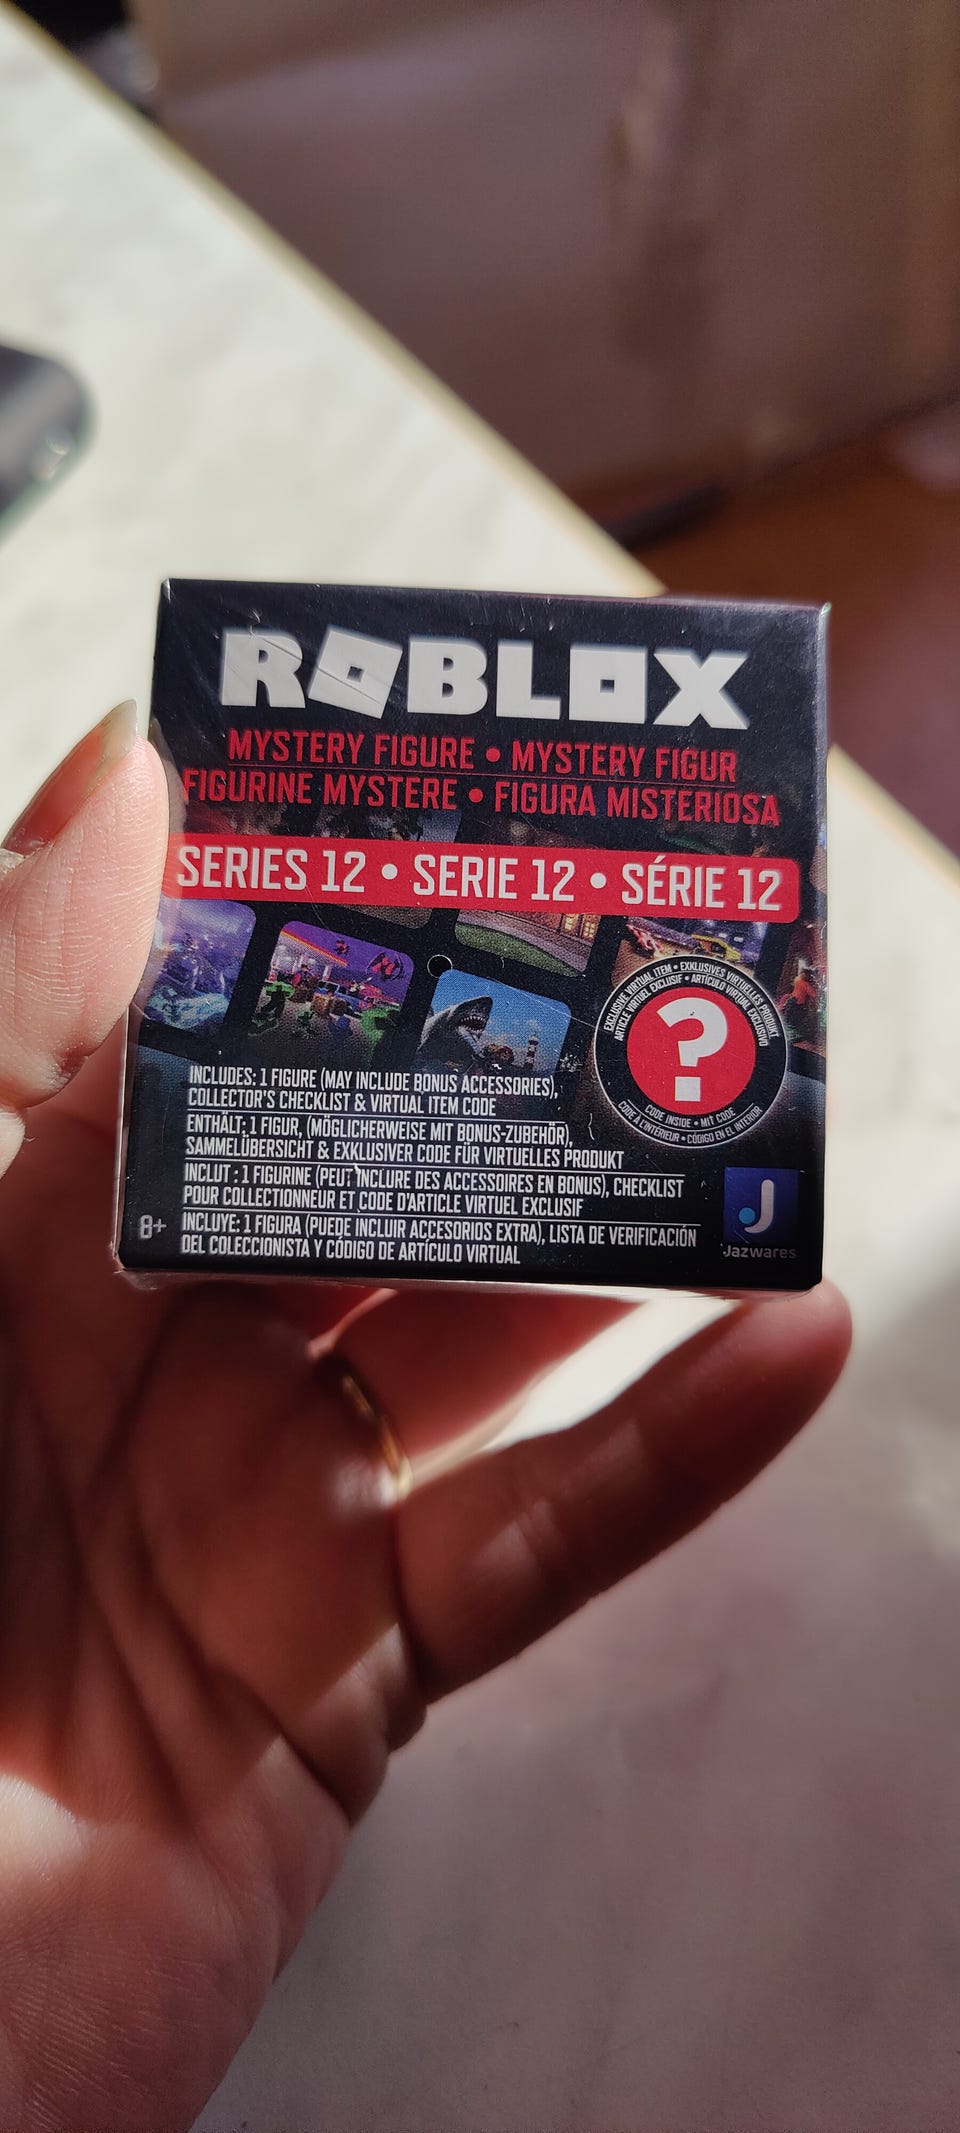 ROBLOX
MYSTERY FIGURE • MYSTERY FIGUR
FIGURINE MYSTERE • FIGURA MISTERIOSA
SERIES 12 • SERIE 12 • SÉRIE 12
EXCLUSIVE VIRTUAL ITEM • EXKLUSIVES VIRTUELLES PRODUKT
ARTICLE VIRTUEL EXCLUSIF • ARTÍCULO VIRTUAL EXCLUSIVO
?
CODE INSIDE • MIT CODE
CODE À L'INTÉRIEUR • CÓDIGO EN EL INTERIOR
INCLUDES: 1 FIGURE (MAY INCLUDE BONUS ACCESSORIES),
COLLECTOR'S CHECKLIST & VIRTUAL ITEM CODE
ENTHÄLT: 1 FIGUR, (MÖGLICHERWEISE MIT BONUS-ZUBEHÖR),
SAMMELÜBERSICHT & EXKLUSIVER CODE FÜR VIRTUELLES PRODUKT
INCLUT : 1 FIGURINE (PEUT INCLURE DES ACCESSOIRES EN BONUS), CHECKLIST
POUR COLLECTIONNEUR ET CODE D'ARTICLE VIRTUEL EXCLUSIF
INCLUYE: 1 FIGURA (PUEDE INCLUIR ACCESORIOS EXTRA), LISTA DE VERIFICACIÓN
DEL COLECCIONISTA Y CÓDIGO DE ARTÍCULO VIRTUAL
8+
J
Jazwares